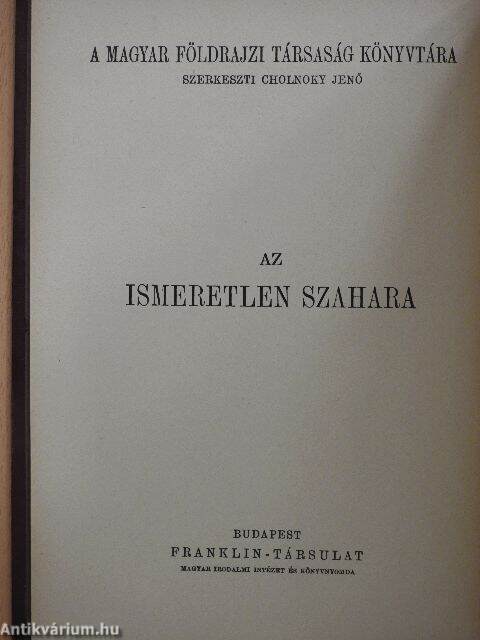 A MAGYAR FÖLDRAJZI TÁRSASÁG KÖNYVTÁRA
SZERKESZTI CHOLNOKY JENŐ
AZ
ISMERETLEN SZAHARA
BUDAPEST
FRANKLIN-TÁRSULAT
MAGYAR IRODALMI INTÉZET ÉS KÖNYVNYOMDA
Antikvárium.hu